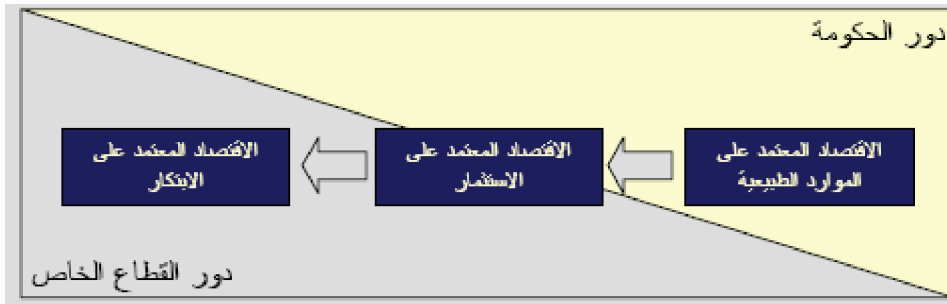 دور الحكومة
الاقتصاد المعتمد على
الموارد الطبيعية
الاقتصاد المعتمد على
الاستثمار
الاقتصاد المعتمد على
الابتكار
دور القطاع الخاص